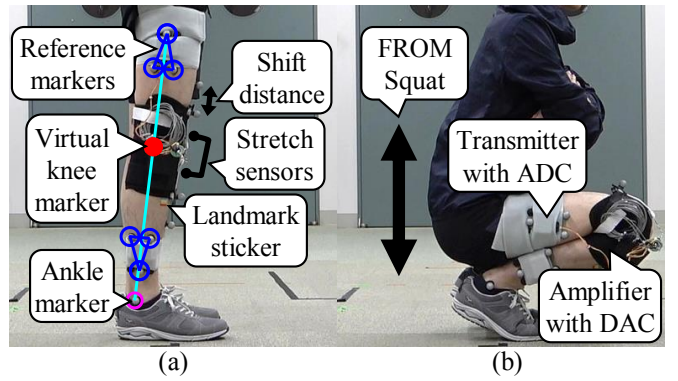 Reference
markers
Shift
distance
Virtual
knee
marker
Stretch
sensors
Landmark
sticker
Ankle
marker
(a)
FROM
Squat
Transmitter
with ADC
Amplifier
with DAC
(b)